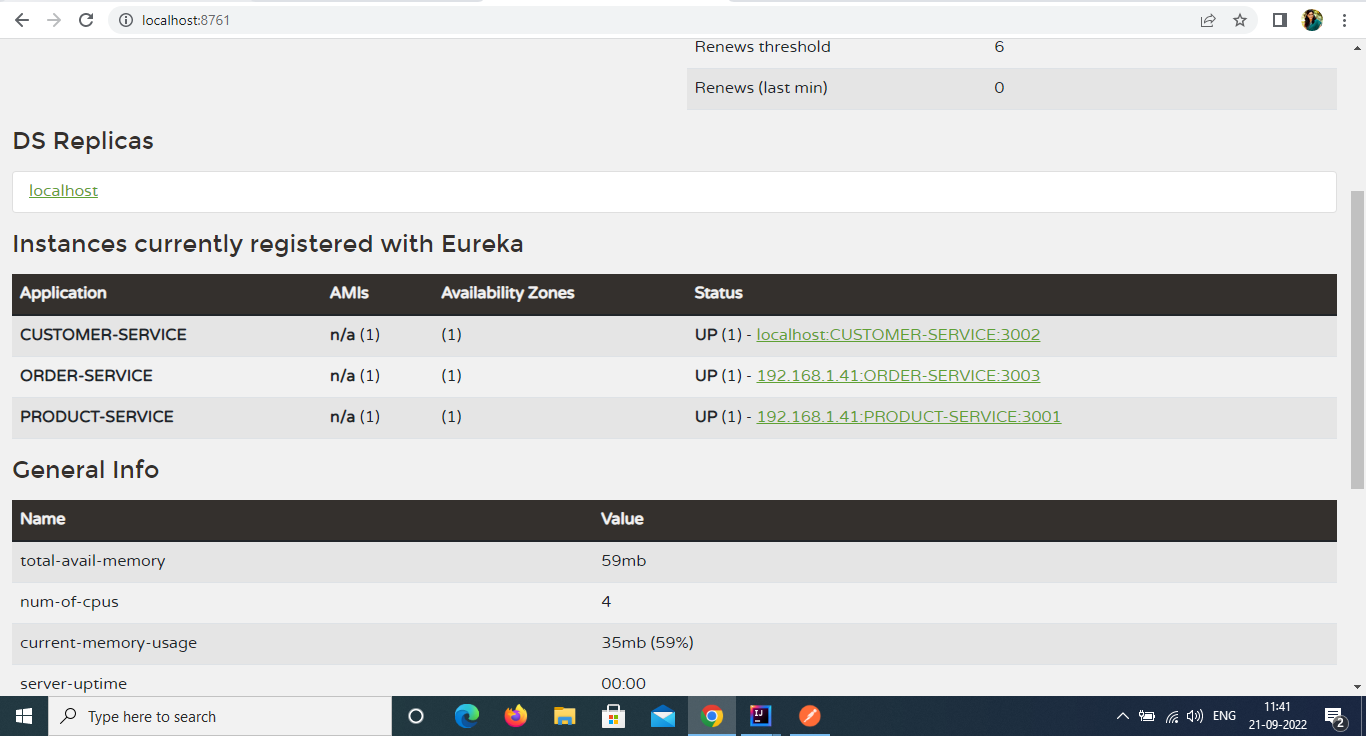 localhost:8761
Renews threshold 6
Renews (last min) 0
DS Replicas
localhost
Instances currently registered with Eureka
Application AMIs Availability Zones Status
CUSTOMER-SERVICE n/a (1) (1) UP (1) - localhost:CUSTOMER-SERVICE:3002
ORDER-SERVICE n/a (1) (1) UP (1) - 192.168.1.41:ORDER-SERVICE:3003
PRODUCT-SERVICE n/a (1) (1) UP (1) - 192.168.1.41:PRODUCT-SERVICE:3001
General Info
Name Value
total-avail-memory 59mb
num-of-cpus 4
current-memory-usage 35mb (59%)
server-uptime 00:00
Type here to search
IJ
ENG
11:41
21-09-2022
2